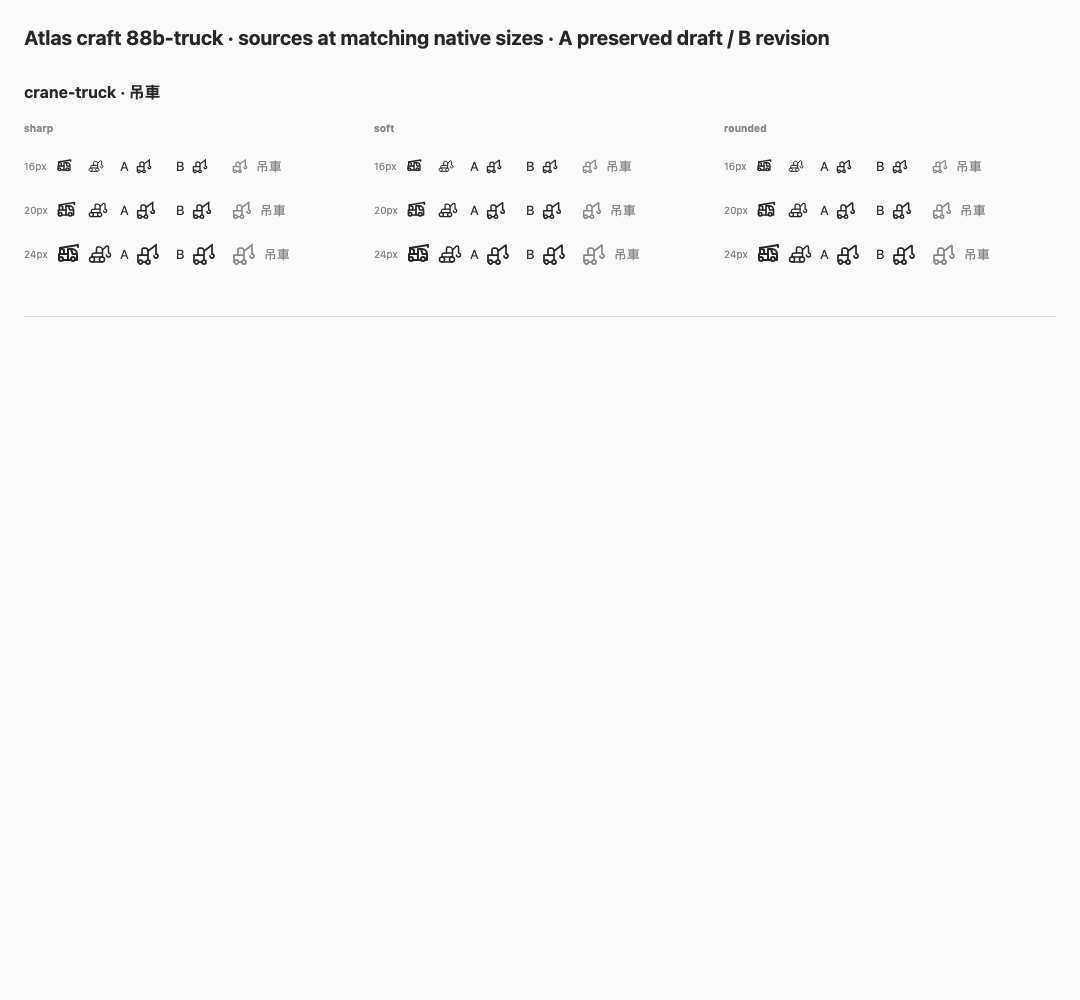 Atlas craft 88b-truck · sources at matching native sizes · A preserved draft / B revision
crane-truck · 吊車
sharp soft rounded
16px A B 吊車 16px A B 吊車 16px A B 吊車
20px A B 吊車 20px A B 吊車 20px A B 吊車
24px A B 吊車 24px A B 吊車 24px A B 吊車